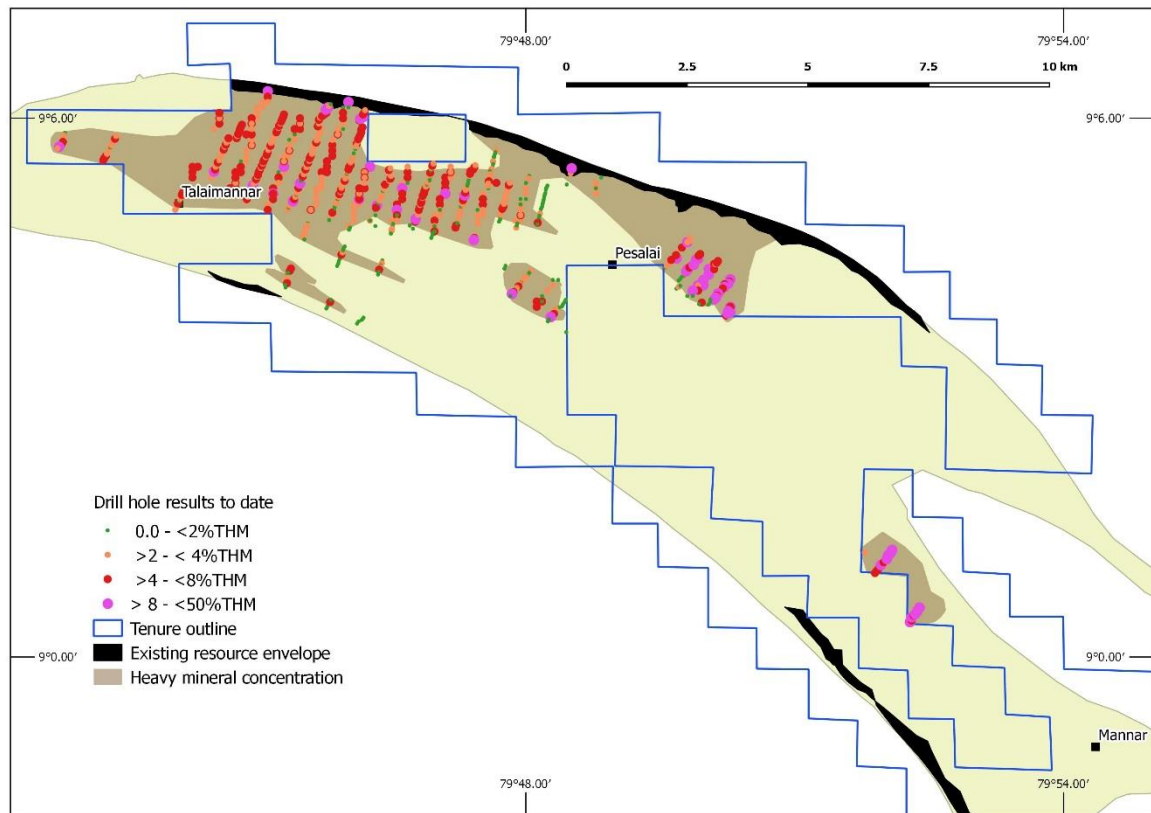 79°48.00’
79°54.00’
0 2.5 5 7.5 10 km
9°6.00’
9°6.00’
Talaimannar
Pesalai
Drill hole results to date
0.0 - <2%THM
>2 - < 4%THM
>4 - <8%THM
> 8 - <50%THM
Tenure outline
Existing resource envelope
Heavy mineral concentration
9°0.00’
9°0.00’
Mannar
79°48.00’
79°54.00’